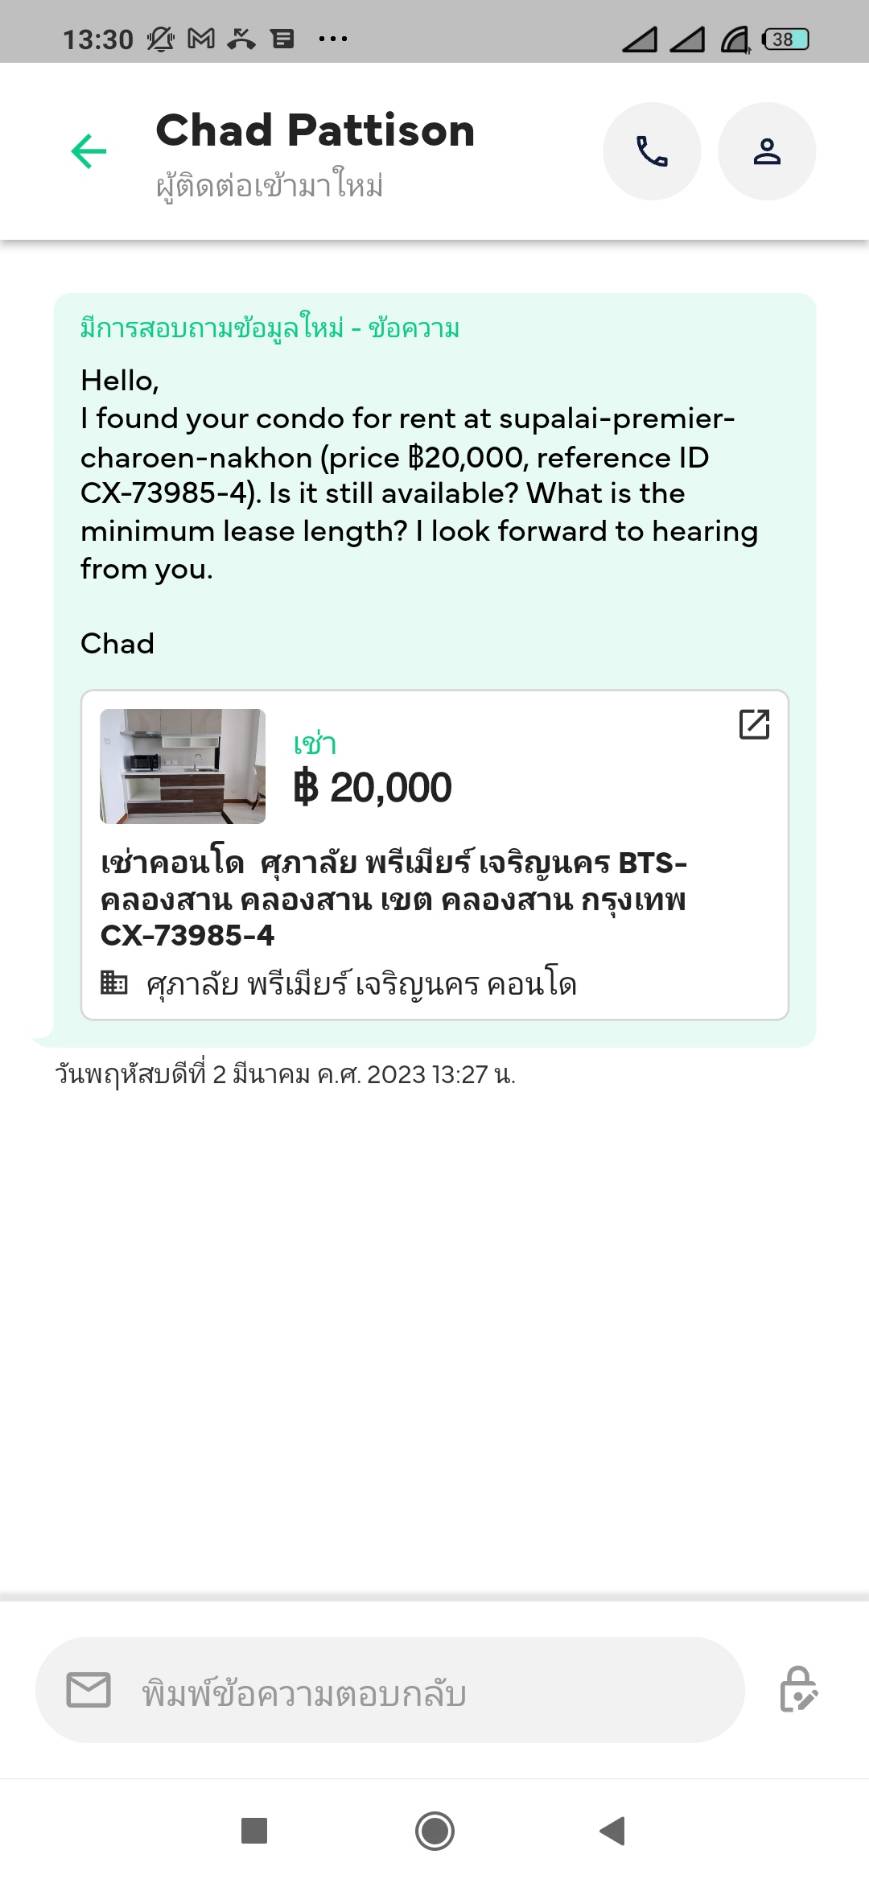 13:30
38
Chad Pattison
ผู้ติดต่อเข้ามาใหม่
มีการสอบถามข้อมูลใหม่ - ข้อความ
Hello,
I found your condo for rent at supalai-premier-
charoen-nakhon (price ฿20,000, reference ID
CX-73985-4). Is it still available? What is the
minimum lease length? I look forward to hearing
from you.
Chad
เช่า
฿ 20,000
เช่าคอนโด ศุภาลัย พรีเมียร์ เจริญนคร BTS-
คลองสาน คลองสาน เขต คลองสาน กรุงเทพ
CX-73985-4
ศุภาลัย พรีเมียร์ เจริญนคร คอนโด
วันพฤหัสบดีที่ 2 มีนาคม ค.ศ. 2023 13:27 น.
พิมพ์ข้อความตอบกลับ